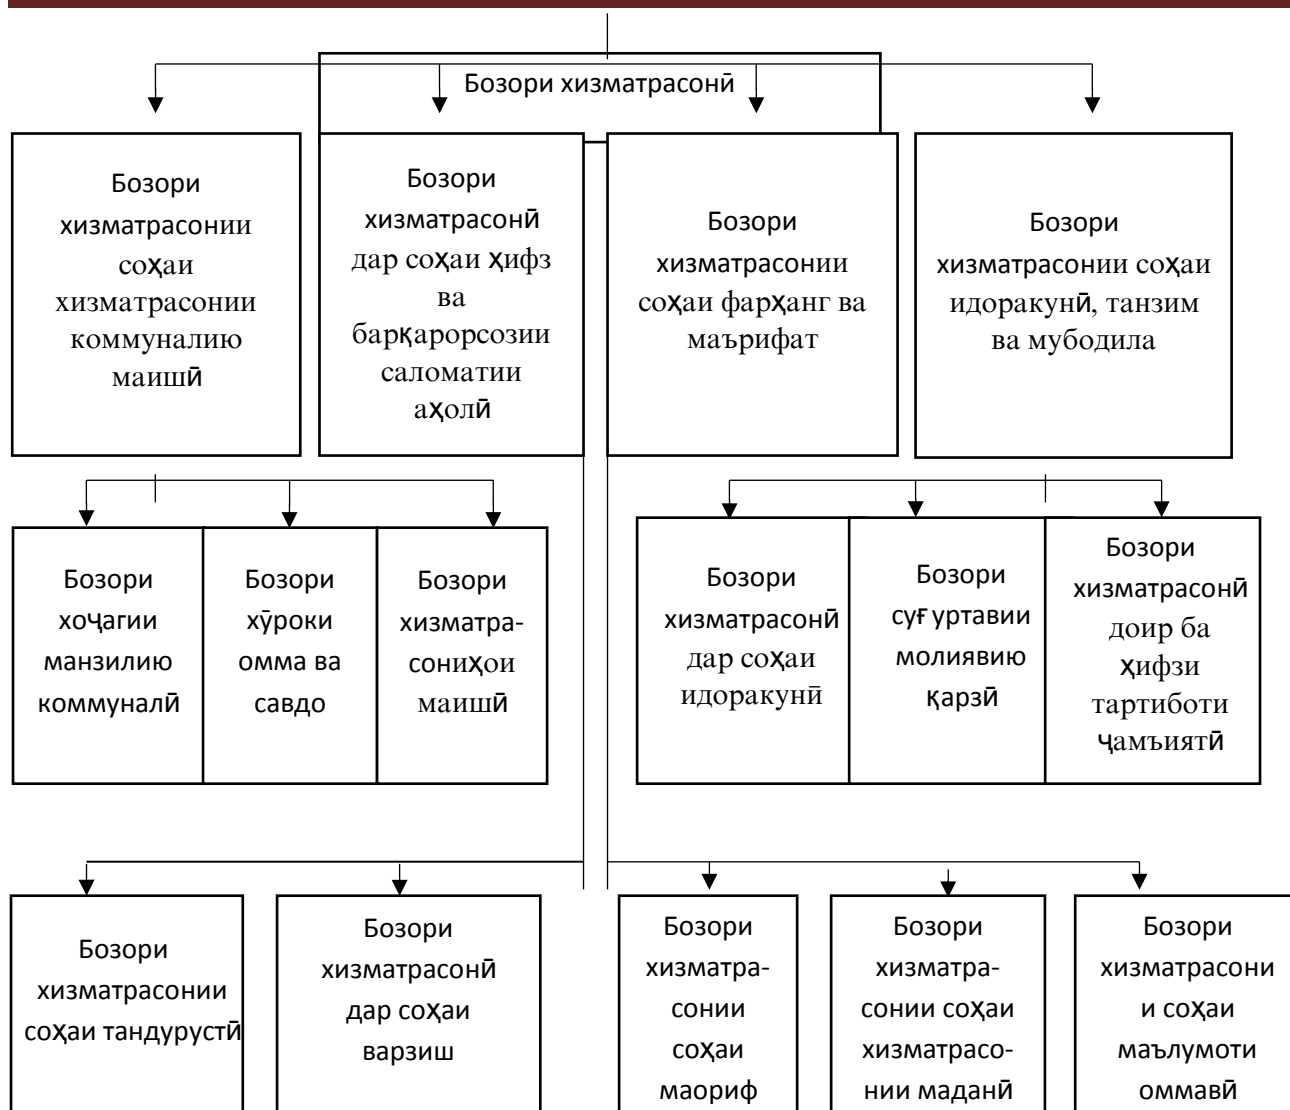 Бозори хизматрасонӣ
Бозори
хизматрасонии
соҳаи
хизматрасонии
коммуналию
маишӣ
Бозори
хизматрасонӣ
дар соҳаи ҳифз
ва
барқарорсозии
саломатии
аҳолӣ
Бозори
хизматрасонии
соҳаи фарҳанг ва
маърифат
Бозори
хизматрасонии соҳаи
идоракунӣ, танзим
ва мубодила
Бозори
хоҷагии
манзилию
коммуналӣ
Бозори
хӯроки
омма ва
савдо
Бозори
хизматра-
сониҳои
маишӣ
Бозори
хизматрасонӣ
дар соҳаи
идоракунӣ
Бозори
суғуртавии
молиявию
қарзӣ
Бозори
хизматрасонӣ
доир ба
ҳифзи
тартиботи
ҷамъиятӣ
Бозори
хизматрасонии
соҳаи тандурустӣ
Бозори
хизматрасонӣ
дар соҳаи
варзиш
Бозори
хизматра-
сонии
соҳаи
маориф
Бозори
хизматра-
сонии соҳаи
хизматрасо-
нии маданӣ
Бозори
хизматрасони
и соҳаи
маълумоти
оммавӣ